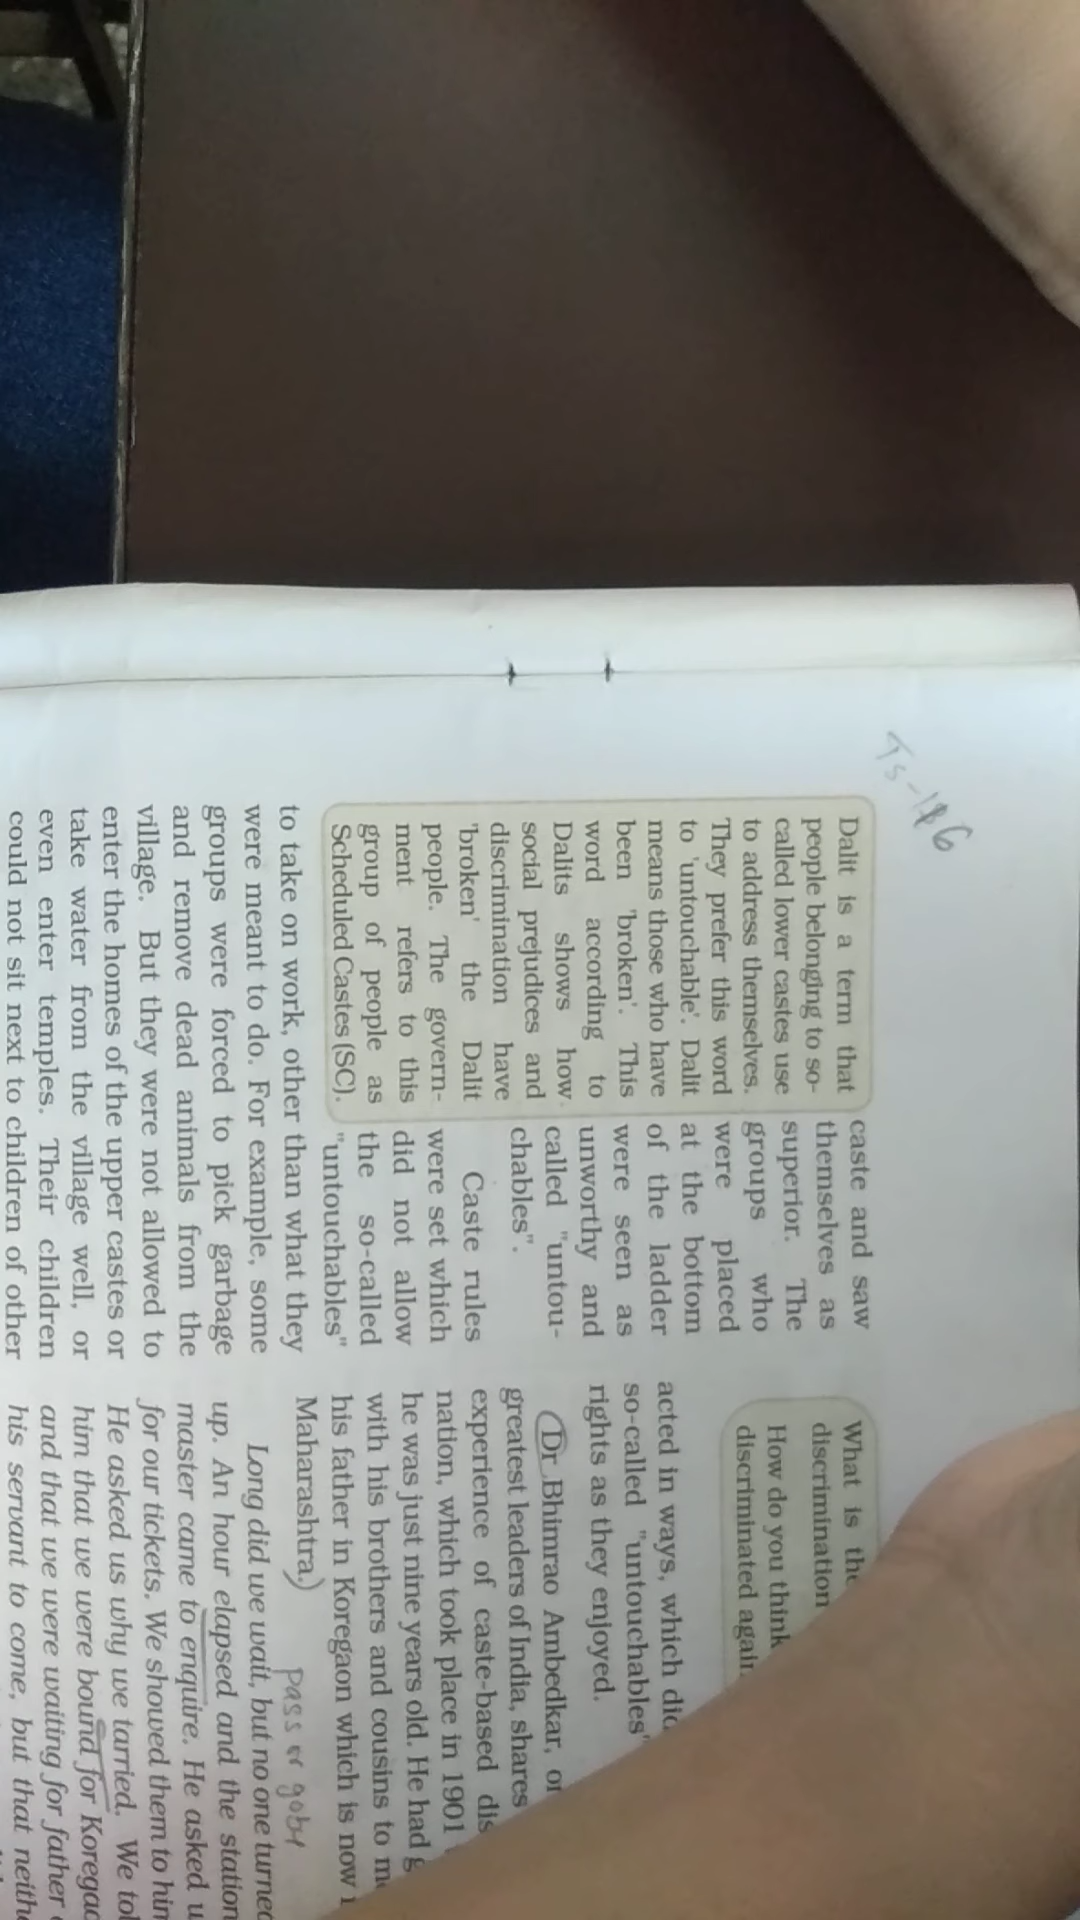 Dalit is a term that
people belonging to so-
called lower castes use
to address themselves.
They prefer this word
to 'untouchable'. Dalit
means those who have
been 'broken'. This
word according to
Dalits shows how
social prejudices and
discrimination have
'broken' the Dalit
people. The govern-
ment refers to this
group of people as
Scheduled Castes (SC).
caste and saw
themselves as
superior. The
groups who
were placed
at the bottom
of the ladder
were seen as
unworthy and
called "untou-
chables".
Caste rules
were set which
did not allow
the so-called
"untouchables"
to take on work, other than what they
were meant to do. For example, some
groups were forced to pick garbage
and remove dead animals from the
village. But they were not allowed to
enter the homes of the upper castes or
take water from the village well, or
even enter temples. Their children
could not sit next to children of other
What is the
discrimination
How do you think
discriminated
acted in ways, which
so-called "untouchables"
rights as they enjoyed.
Dr Bhimrao Ambedkar,
greatest leaders of India, shares
experience of caste-based
nation, which took place in 1901
he was just nine years old. He had
with his brothers and cousins to
his father in Koregaon which is now
Maharashtra.)
pass or goby
Long did we wait, but no one turned
up. An hour elapsed and the station
master came to enquire. He asked
for our tickets. We showed them to
He asked us why we tarried. We
him that we were bound for
and that we were waiting for father
his servant to come, but that